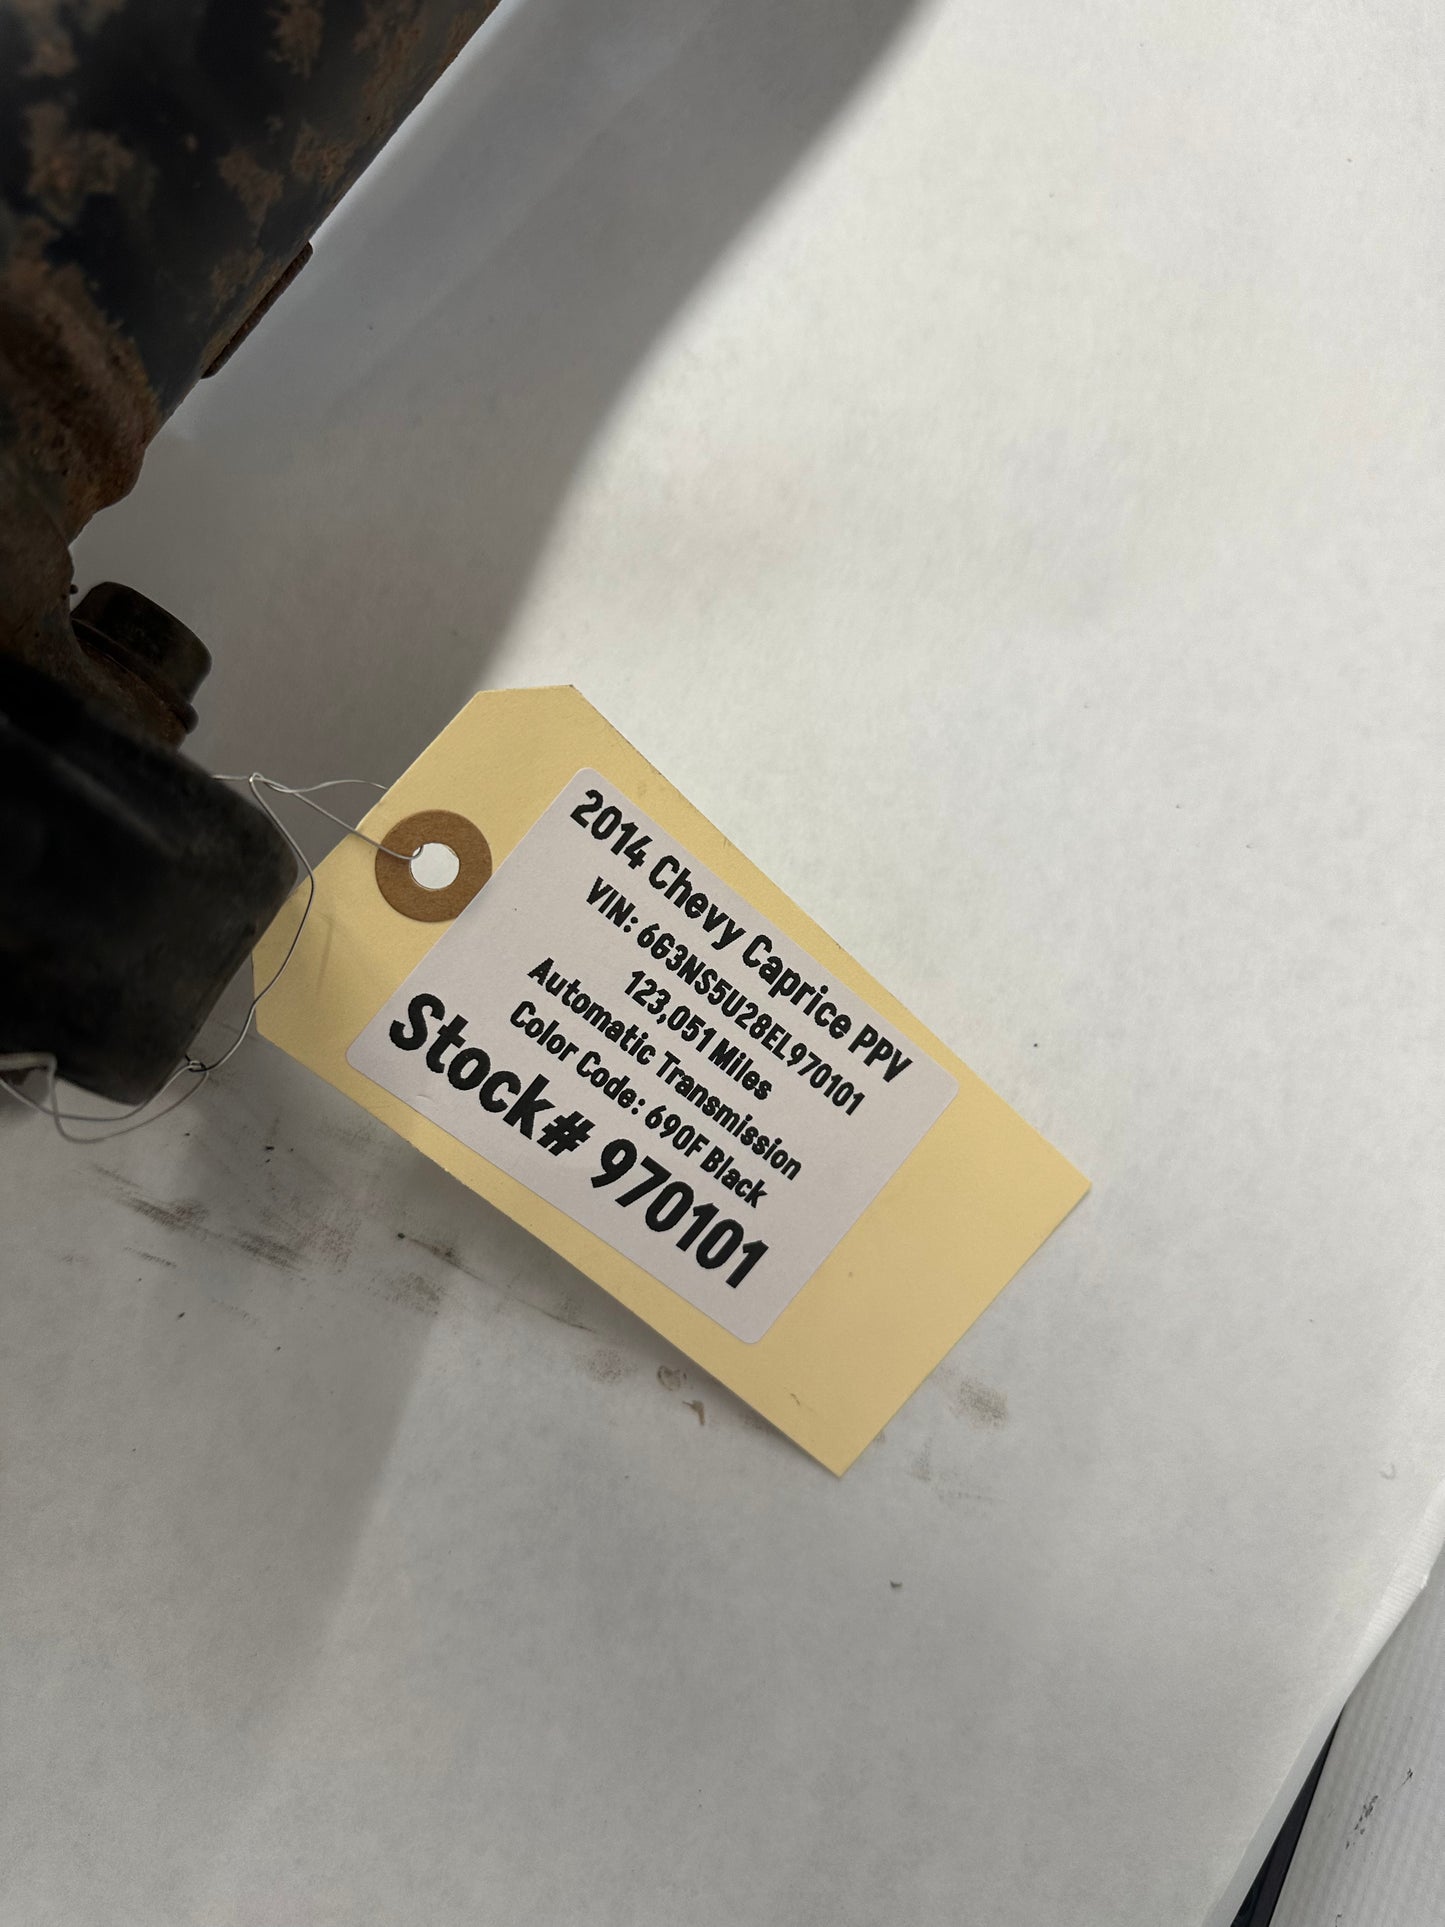 2014 Chevy Caprice PPV
VIN: 6G3NS5U28EL970101
123,051 Miles
Automatic Transmission
Color Code: 690F Black
Stock# 970101